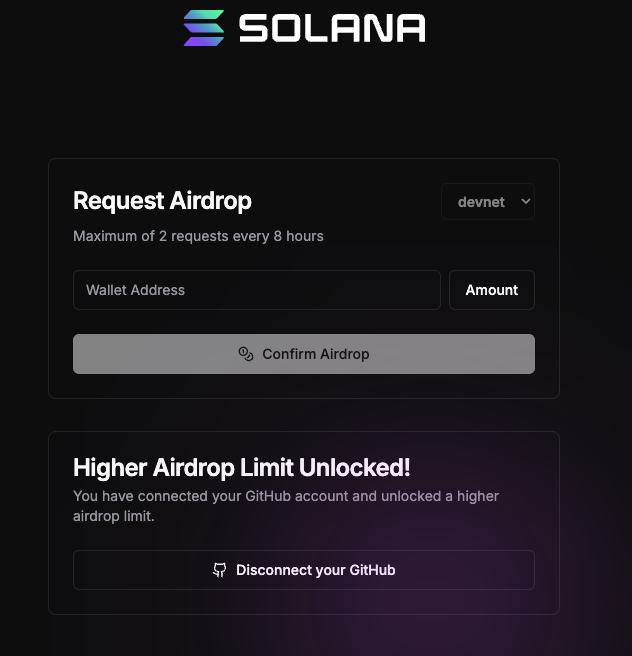 SOLANA
Request Airdrop
devnet
Maximum of 2 requests every 8 hours
Wallet Address
Amount
Confirm Airdrop
Higher Airdrop Limit Unlocked!
You have connected your GitHub account and unlocked a higher
airdrop limit.
Disconnect your GitHub